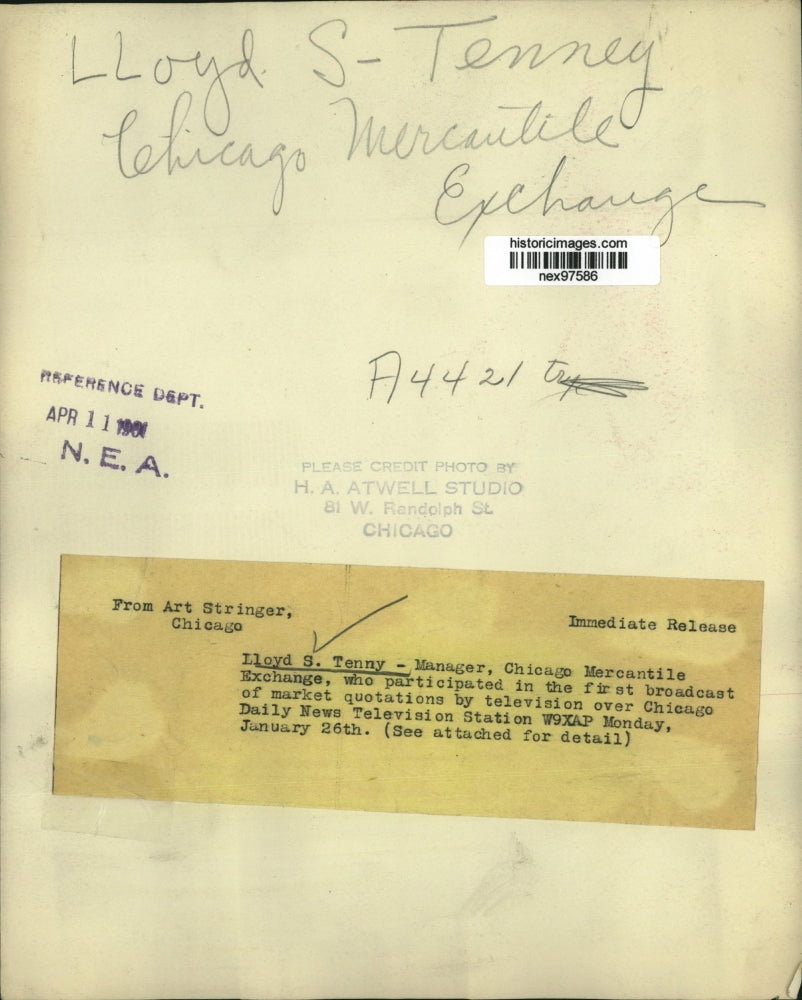 LLoyd. S- Tenney
Chicago Mercantile
Exchange
historicimages.com
nex97586
A4421
REFERENCE DEPT.
APR 11
N. E. A.
PLEASE CREDIT PHOTO BY
H. A. ATWELL STUDIO
81 W. Randolph St.
CHICAGO
From Art Stringer,
Chicago
Immediate Release
Lloyd S. Tenny - Manager, Chicago Mercantile
Exchange, who participated in the first broadcast
of market quotations by television over Chicago
Daily News Television Station W9XAP Monday,
January 26th. (See attached for detail)